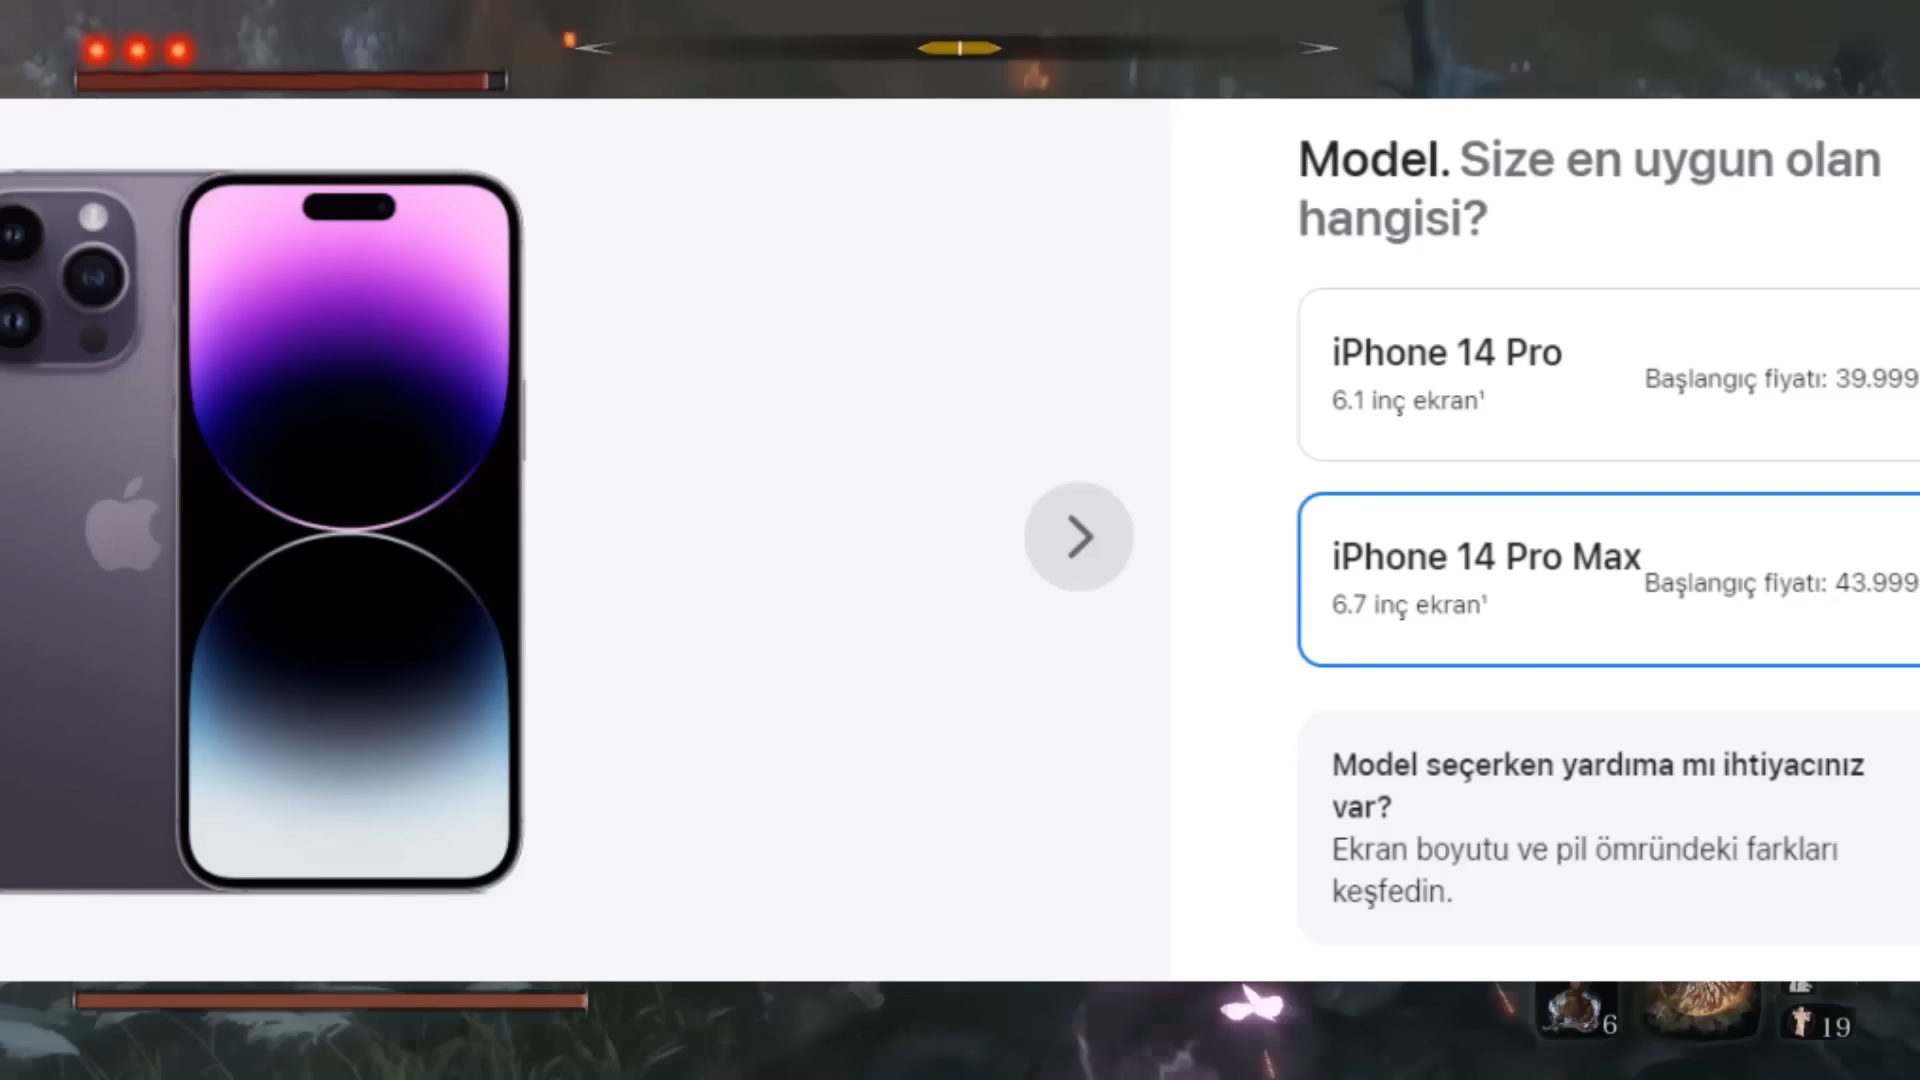 Model. Size en uygun olan
hangisi?
iPhone 14 Pro
6.1 inç ekran¹
Başlangıç fiyatı: 39.999
iPhone 14 Pro Max
6.7 inç ekran¹
Başlangıç fiyatı: 43.999
Model seçerken yardıma mı ihtiyacınız
var?
Ekran boyutu ve pil ömründeki farkları
keşfedin.
6
19